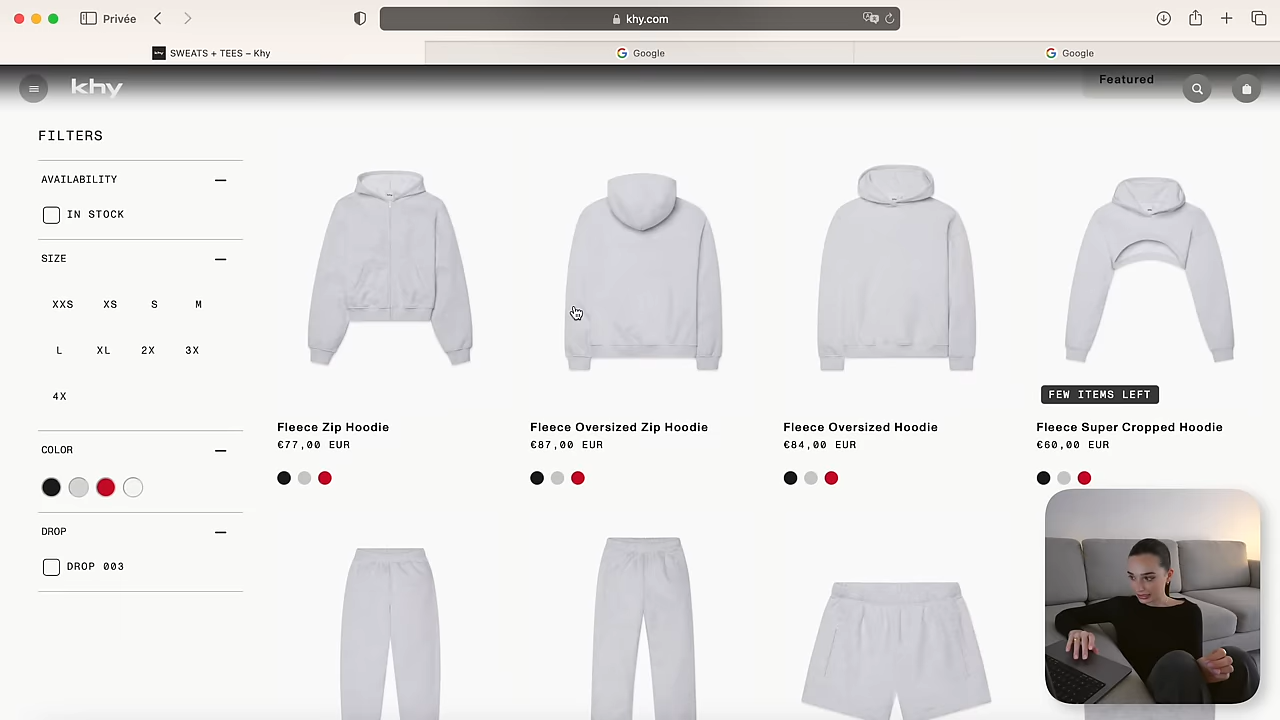 Privée
khy.com
SWEATS + TEES – Khy
Google
Google
khy
Featured
FILTERS
AVAILABILITY
IN STOCK
SIZE
XXS XS S M
L XL 2X 3X
4X
COLOR
DROP
DROP 003
Fleece Zip Hoodie
€77,00 EUR
Fleece Oversized Zip Hoodie
€87,00 EUR
Fleece Oversized Hoodie
€84,00 EUR
FEW ITEMS LEFT
Fleece Super Cropped Hoodie
€60,00 EUR